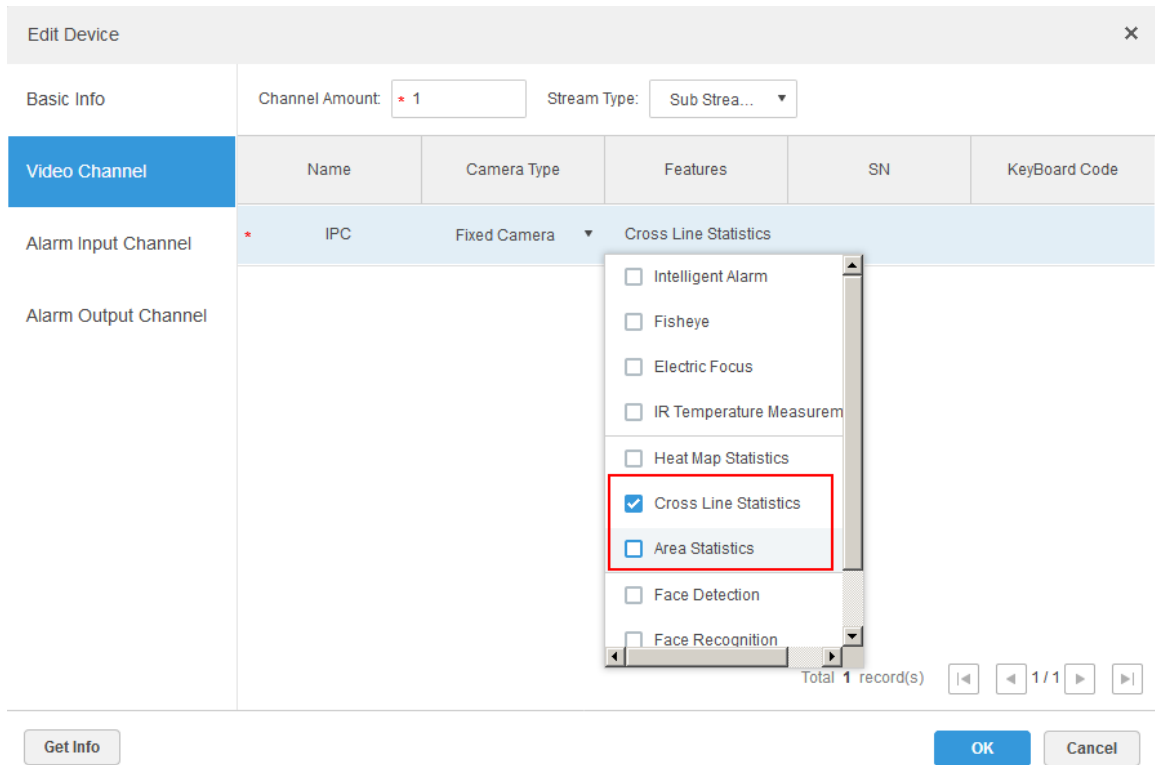 Edit Device
Basic Info
Channel Amount: * 1 Stream Type: Sub Strea...
Video Channel
Name Camera Type Features SN KeyBoard Code
Alarm Input Channel
* IPC Fixed Camera Cross Line Statistics
Intelligent Alarm
Alarm Output Channel
Fisheye
Electric Focus
IR Temperature Measurem
Heat Map Statistics
Cross Line Statistics
Area Statistics
Face Detection
Face Recognition
Total 1 record(s) 1/1
Get Info OK Cancel